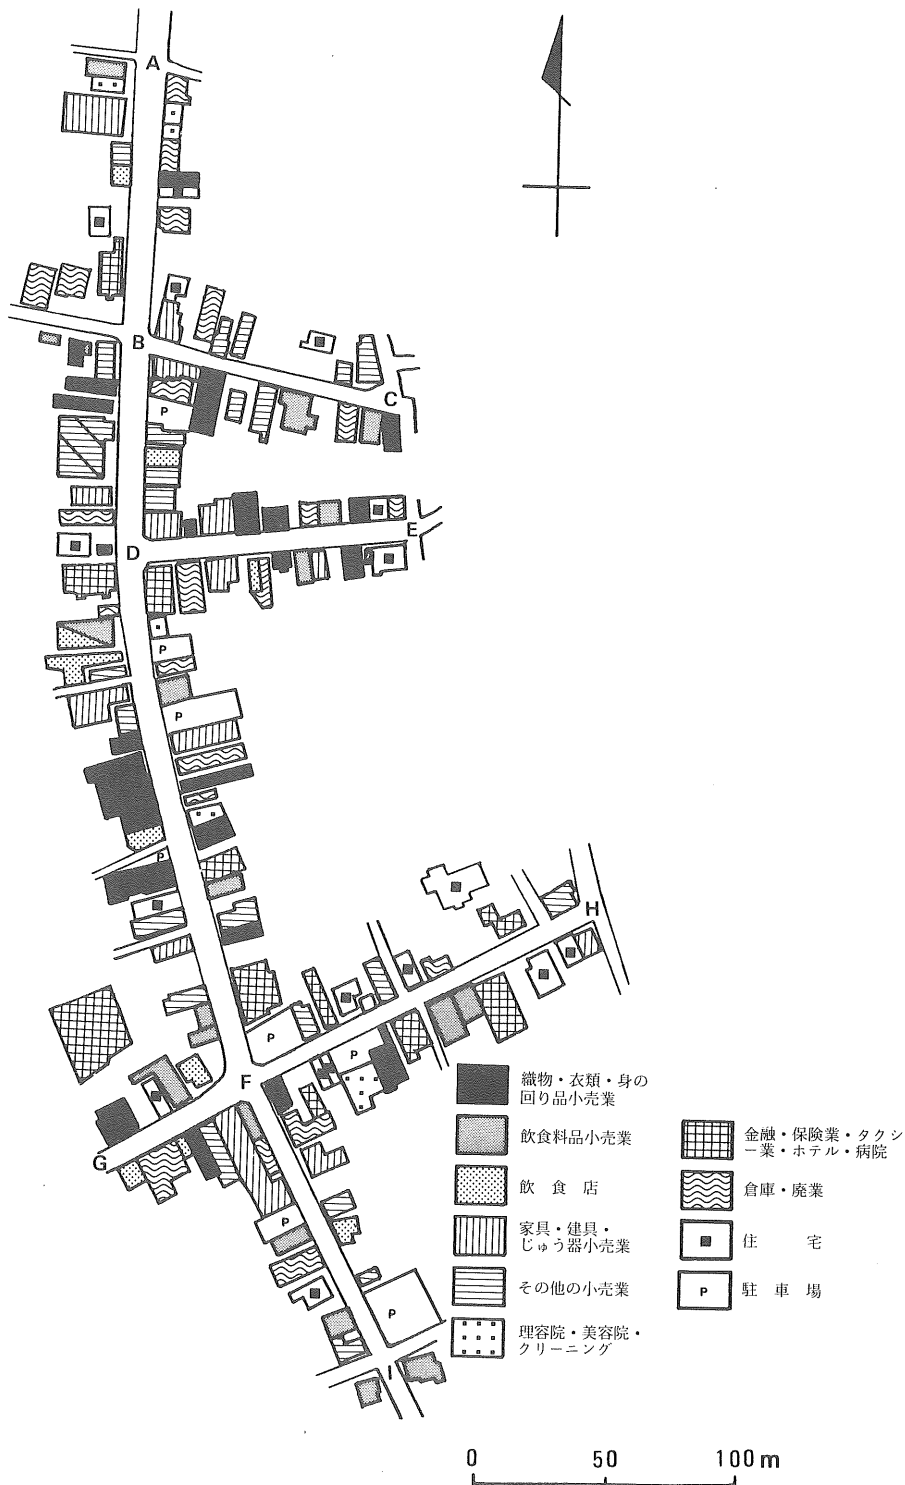 A
B
P
C
E
D
P
P
P
H
P
P
F
G
P
P
I
織物・衣類・身の
回り品小売業
飲食料品小売業
飲 食 店
家具・建具・
じゅう器小売業
その他の小売業
理容院・美容院・
クリーニング
金融・保険業・タクシ
ー業・ホテル・病院
倉庫・廃業
住 宅
P 駐 車 場
0 50 100m